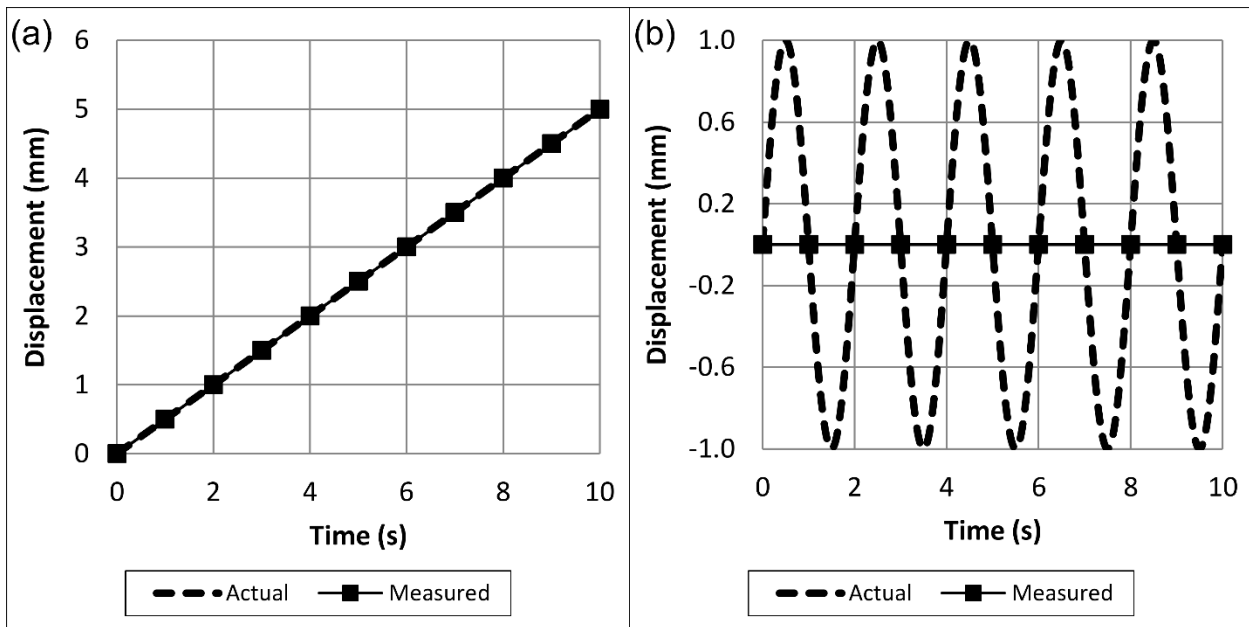 (a)
6
5
4
3
2
1
0
Displacement (mm)
0 2 4 6 8 10
Time (s)
Actual Measured
(b)
1.0
0.6
0.2
-0.2
-0.6
-1.0
Displacement (mm)
0 2 4 6 8 10
Time (s)
Actual Measured